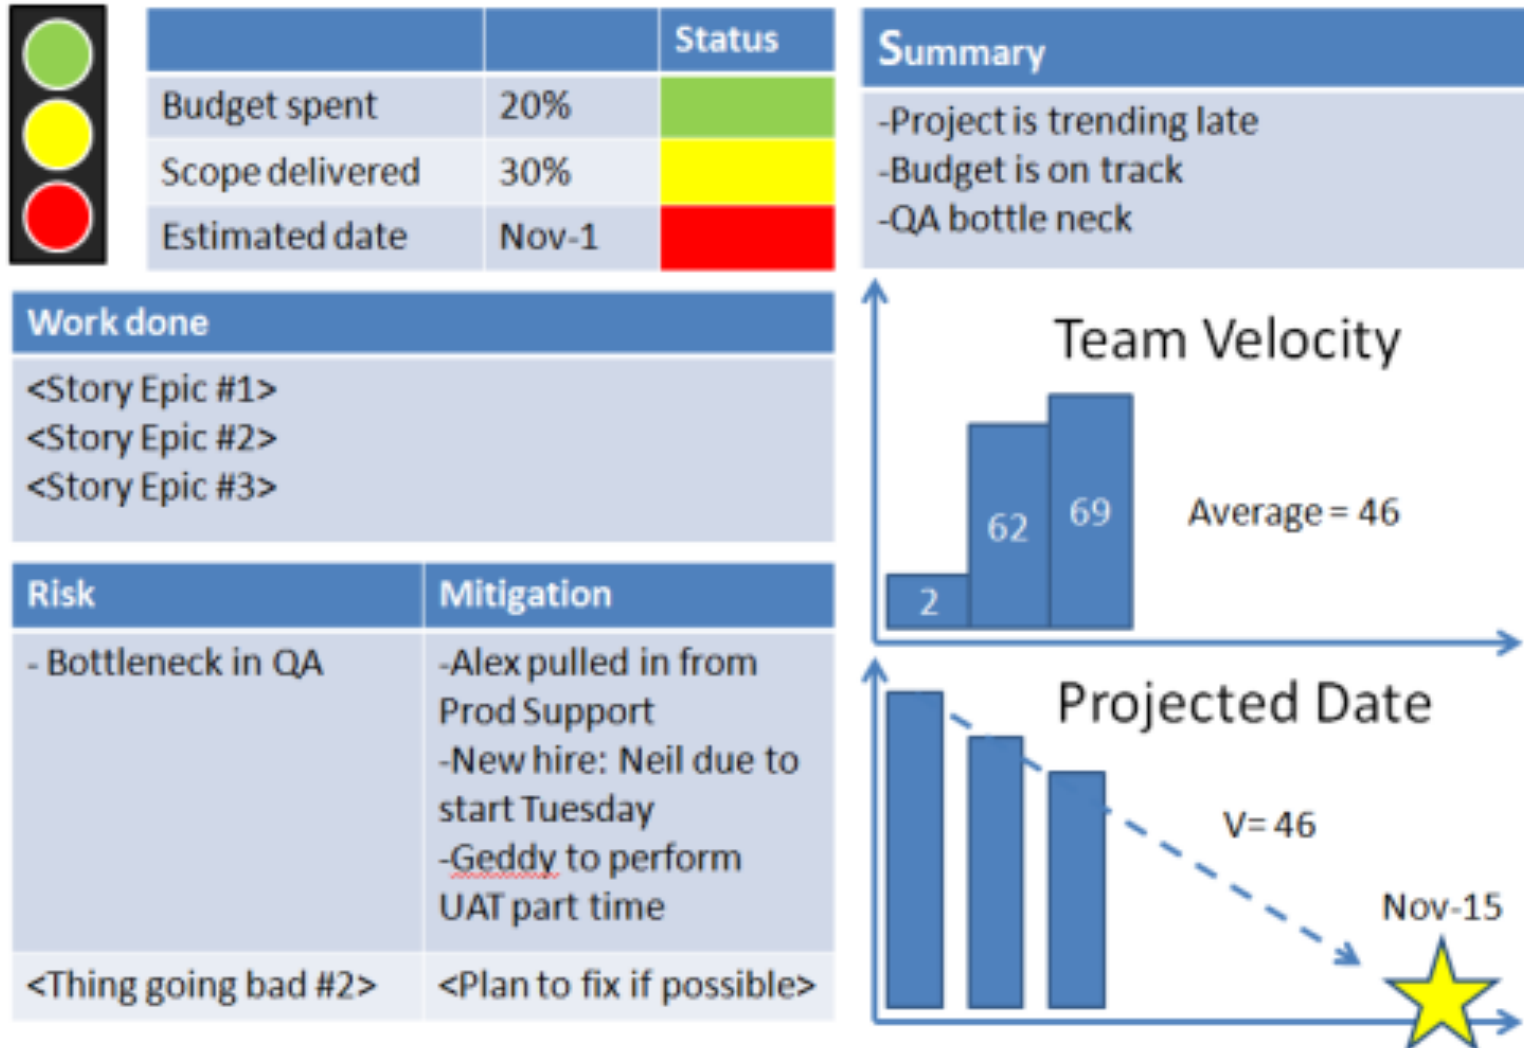 Status
Budget spent 20%
Scope delivered 30%
Estimated date Nov-1
Summary
-Project is trending late
-Budget is on track
-QA bottle neck
Work done
<Story Epic #1>
<Story Epic #2>
<Story Epic #3>
Risk Mitigation
- Bottleneck in QA
-Alex pulled in from
Prod Support
-New hire: Neil due to
start Tuesday
-Geddy to perform
UAT part time
<Thing going bad #2> <Plan to fix if possible>
Team Velocity
2
62
69
Average = 46
Projected Date
V= 46
Nov-15